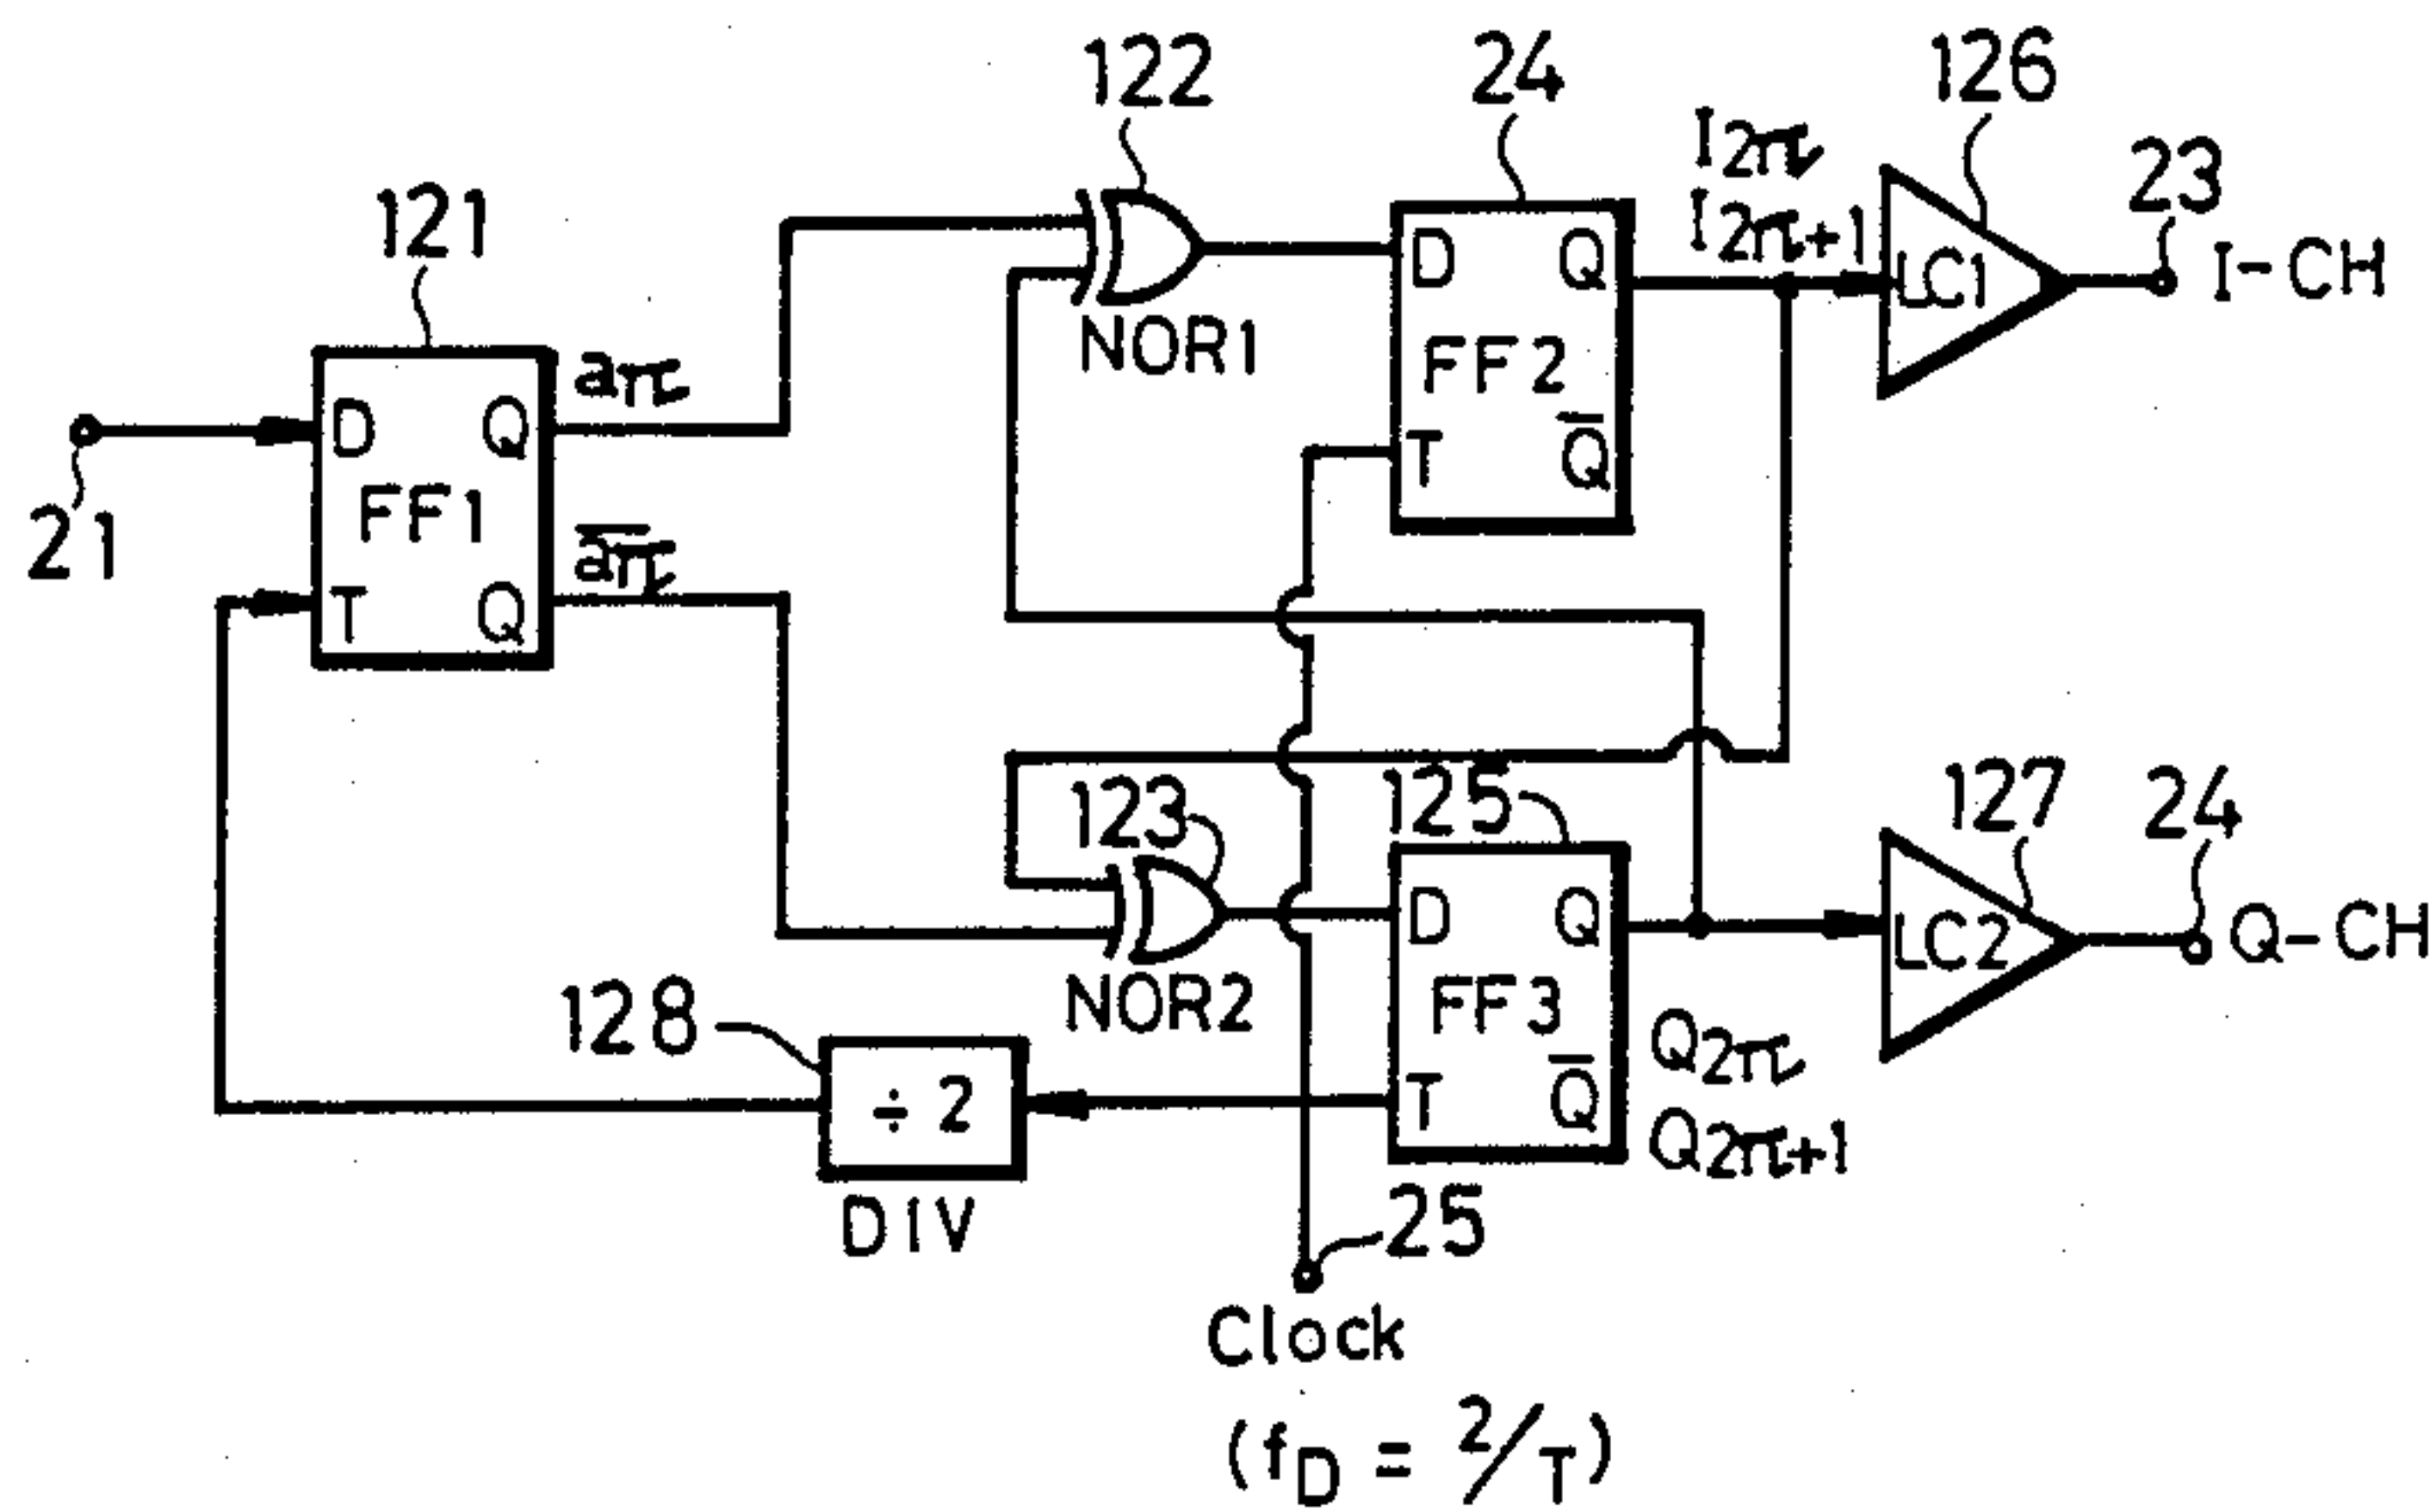 122
24
126
I2n
I2n+1
23
121
D
Q
LC1
I-CH
NOR1
FF2
an
D
Q
T
Q̅
FF1
a̅n̅
21
T
Q
123
125
127
24
D
Q
LC2
Q-CH
128
NOR2
FF3
Q2n
÷ 2
T
Q̅
Q2n+1
DIV
25
Clock
(fD = 2/T)